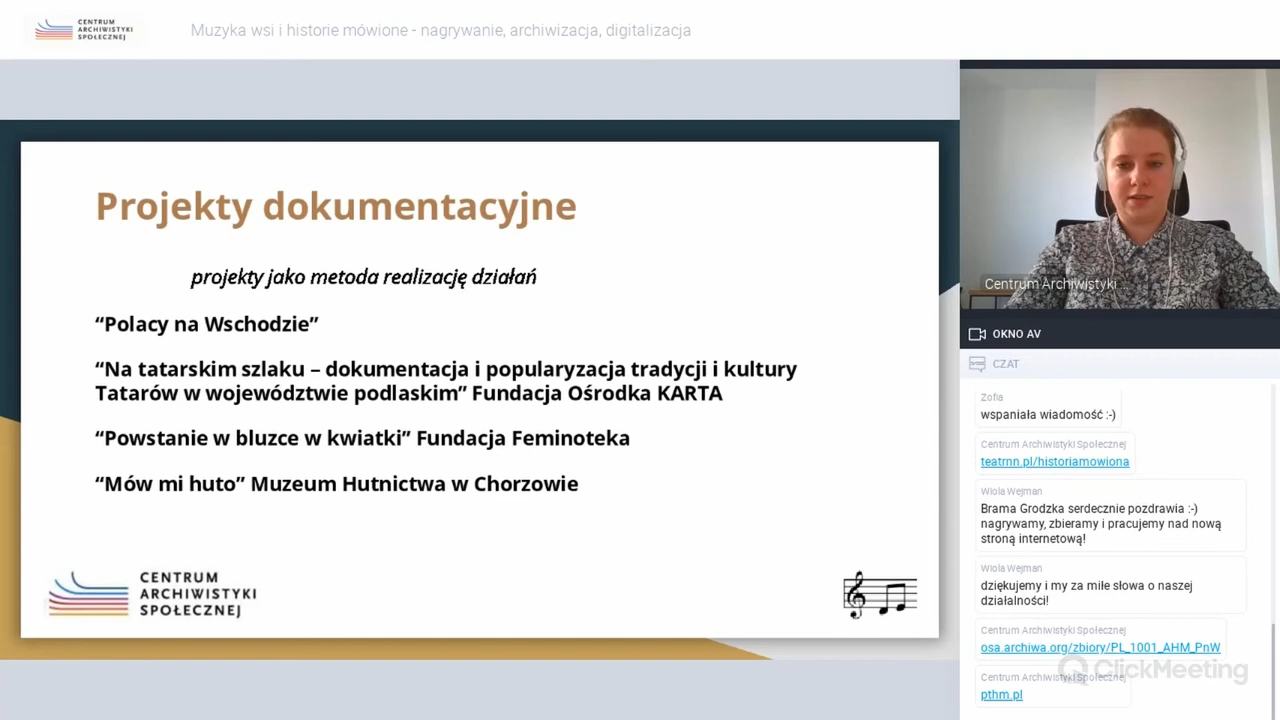 CENTRUM
ARCHIWISTYKI
SPOŁECZNEJ
Muzyka wsi i historie mówione - nagrywanie, archiwizacja, digitalizacja
Projekty dokumentacyjne
projekty jako metoda realizację działań
“Polacy na Wschodzie”
“Na tatarskim szlaku – dokumentacja i popularyzacja tradycji i kultury
Tatarów w województwie podlaskim” Fundacja Ośrodka KARTA
“Powstanie w bluzce w kwiatki” Fundacja Feminoteka
“Mów mi huto” Muzeum Hutnictwa w Chorzowie
CENTRUM
ARCHIWISTYKI
SPOŁECZNEJ
Centrum Archiwistyki ...
OKNO AV
CZAT
Zofia
wspaniała wiadomość :-)
Centrum Archiwistyki Społecznej
teatrnn.pl/historiamowiona
Wiola Wejman
Brama Grodzka serdecznie pozdrawia :-)
nagrywamy, zbieramy i pracujemy nad nową
stroną internetową!
Wiola Wejman
dziękujemy i my za miłe słowa o naszej
działalności!
Centrum Archiwistyki Społecznej
osa.archiwa.org/zbiory/PL_1001_AHM_PnW
Centrum Archiwistyki Społecznej
pthm.pl
ClickMeeting